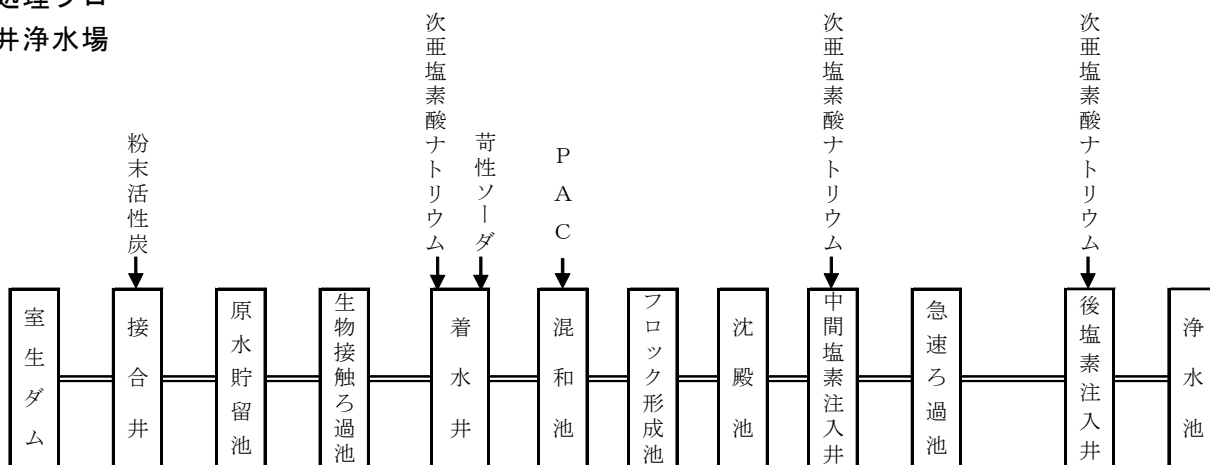 処理フロ
井浄水場
粉末活性炭
次亜塩素酸ナトリウム
苛性ソーダ
PAC
次亜塩素酸ナトリウム
次亜塩素酸ナトリウム
室生ダム
接合井
原水貯留池
生物接触ろ過池
着水井
混和池
フロック形成池
沈殿池
中間塩素注入井
急速ろ過池
後塩素注入井
浄水池